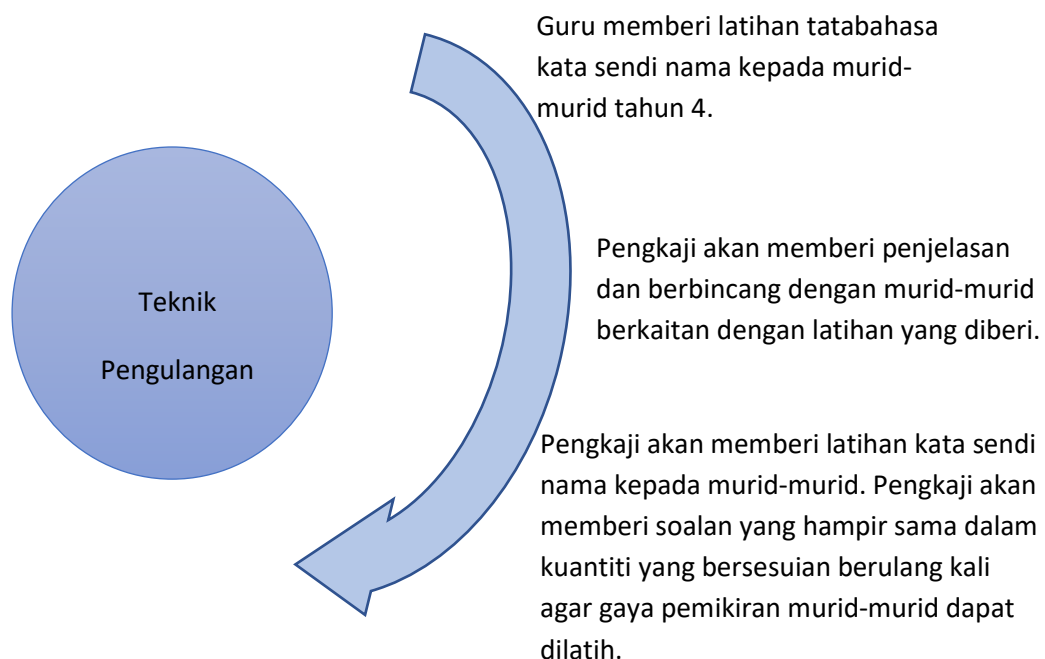 Guru memberi latihan tatabahasa
kata sendi nama kepada murid-
murid tahun 4.
Teknik
Pengulangan
Pengkaji akan memberi penjelasan
dan berbincang dengan murid-murid
berkaitan dengan latihan yang diberi.
Pengkaji akan memberi latihan kata sendi
nama kepada murid-murid. Pengkaji akan
memberi soalan yang hampir sama dalam
kuantiti yang bersesuian berulang kali
agar gaya pemikiran murid-murid dapat
dilatih.